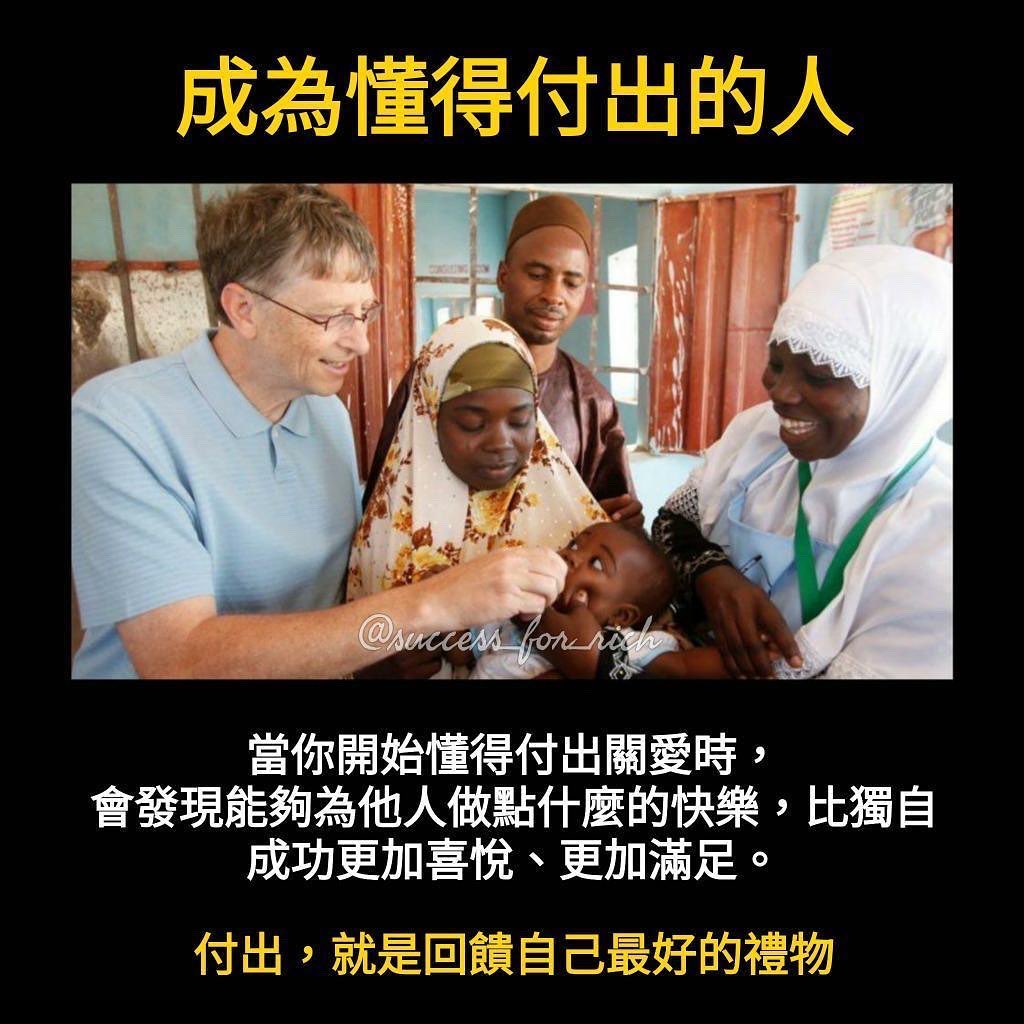 成為懂得付出的人
CONSULTING ROOM
@success_for_rich
當你開始懂得付出關愛時，
會發現能夠為他人做點什麼的快樂，比獨自
成功更加喜悅、更加滿足。
付出，就是回饋自己最好的禮物